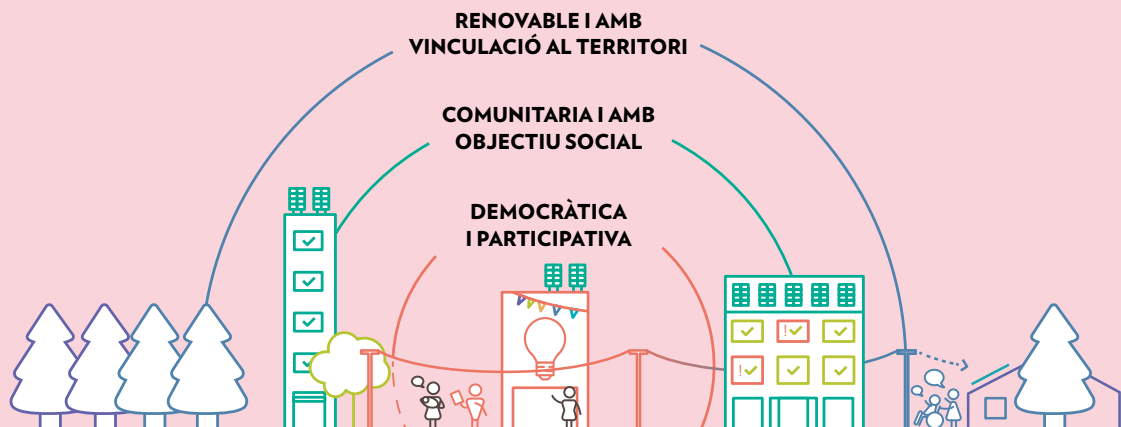 RENOVABLE I AMB
VINCULACIÓ AL TERRITORI
COMUNITARIA I AMB
OBJECTIU SOCIAL
DEMOCRÀTICA
I PARTICIPATIVA